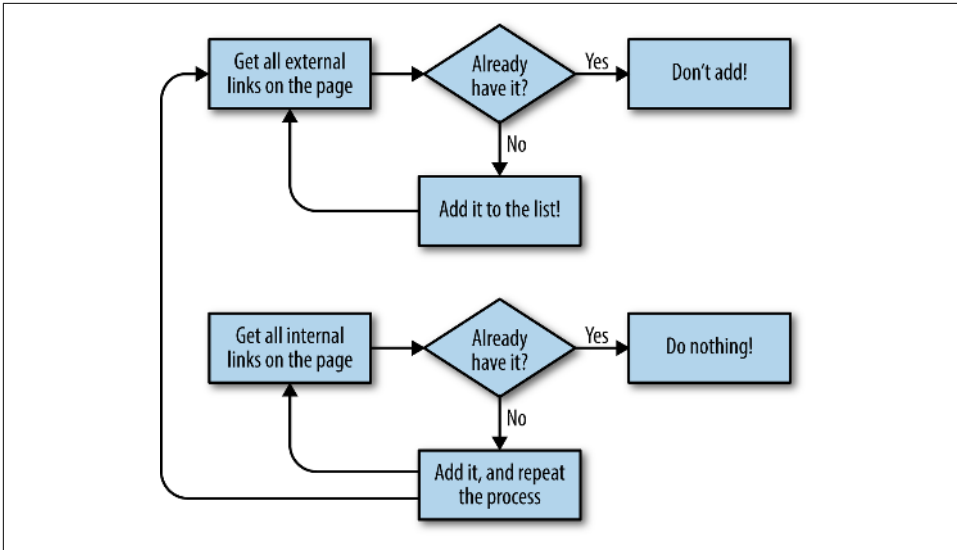 Get all external
links on the page
Already
have it?
Yes
Don't add!
No
Add it to the list!
Get all internal
links on the page
Already
have it?
Yes
Do nothing!
No
Add it, and repeat
the process